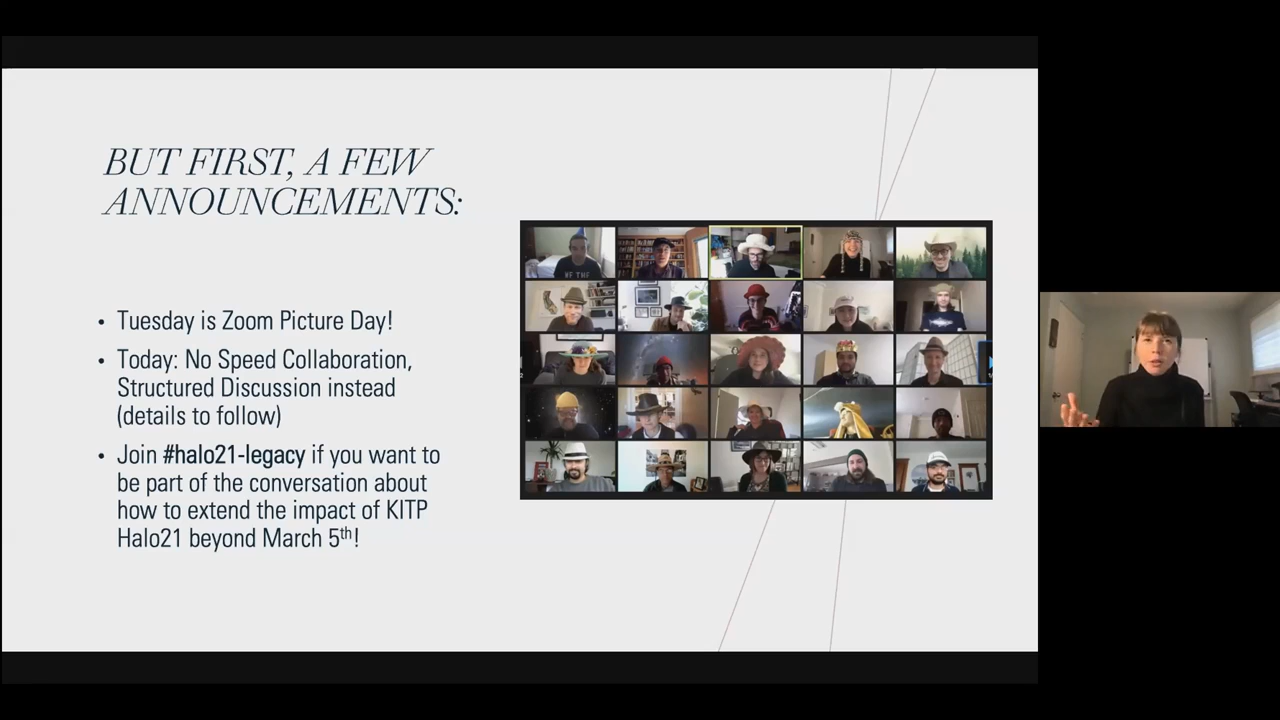 BUT FIRST, A FEW
ANNOUNCEMENTS:
• Tuesday is Zoom Picture Day!
• Today: No Speed Collaboration,
Structured Discussion instead
(details to follow)
• Join #halo21-legacy if you want to
be part of the conversation about
how to extend the impact of KITP
Halo21 beyond March 5th!
WE THE